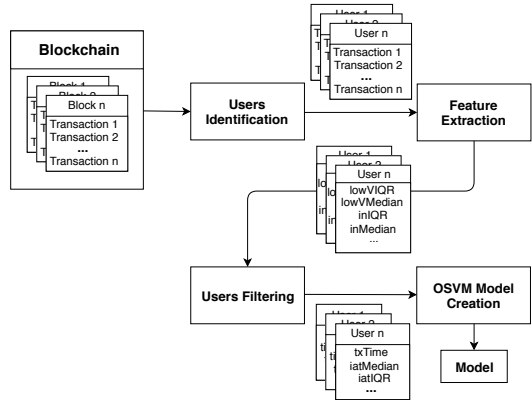 Blockchain
Block 1
Block 2
Block n
Transaction 1
Transaction 2
...
Transaction n
Users
Identification
User 1
User 2
User n
Transaction 1
Transaction 2
...
Transaction n
Feature
Extraction
User 1
User 2
User n
lowVIQR
lowVMedian
inIQR
inMedian
...
Users Filtering
User 1
User 2
User n
txTime
iatMedian
iatIQR
...
OSVM Model
Creation
Model